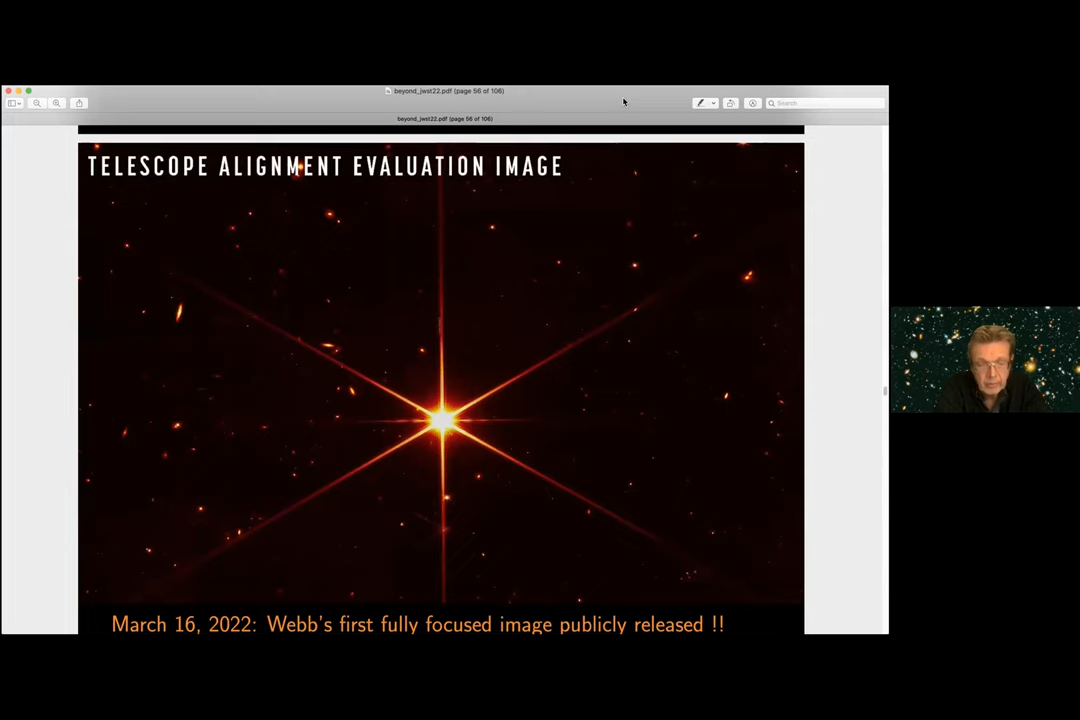 beyond_jwst22.pdf (page 56 of 106)
Search
beyond_jwst22.pdf (page 56 of 106)
TELESCOPE ALIGNMENT EVALUATION IMAGE
March 16, 2022: Webb's first fully focused image publicly released !!